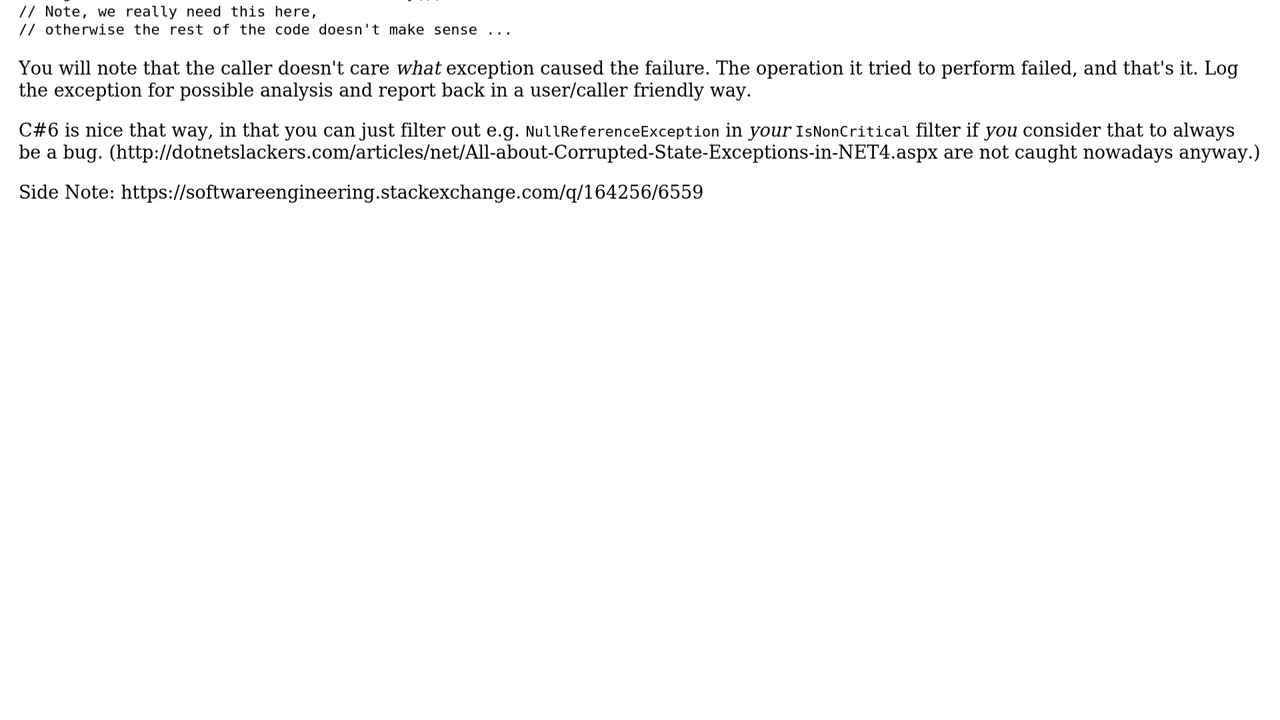 // Note, we really need this here,
// otherwise the rest of the code doesn't make sense ...
You will note that the caller doesn't care what exception caused the failure. The operation it tried to perform failed, and that's it. Log
the exception for possible analysis and report back in a user/caller friendly way.
C#6 is nice that way, in that you can just filter out e.g. NullReferenceException in your IsNonCritical filter if you consider that to always
be a bug. (http://dotnetslackers.com/articles/net/All-about-Corrupted-State-Exceptions-in-NET4.aspx are not caught nowadays anyway.)
Side Note: https://softwareengineering.stackexchange.com/q/164256/6559